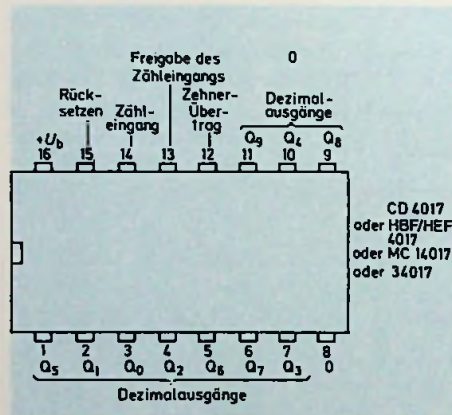 Freigabe des
Zähleingangs
0
Rück-
setzen
Zähl-
eingang
Zehner-
Über-
trag
Dezimal-
ausgänge
+Ub
Q9 Q4 Q8
16 15 14 13 12 11 10 9
CD 4017
oder HBF/HEF
4017
oder MC 14017
oder 34017
1 2 3 4 5 6 7 8
Q5 Q1 Q0 Q2 Q6 Q7 Q3 0
Dezimalausgänge